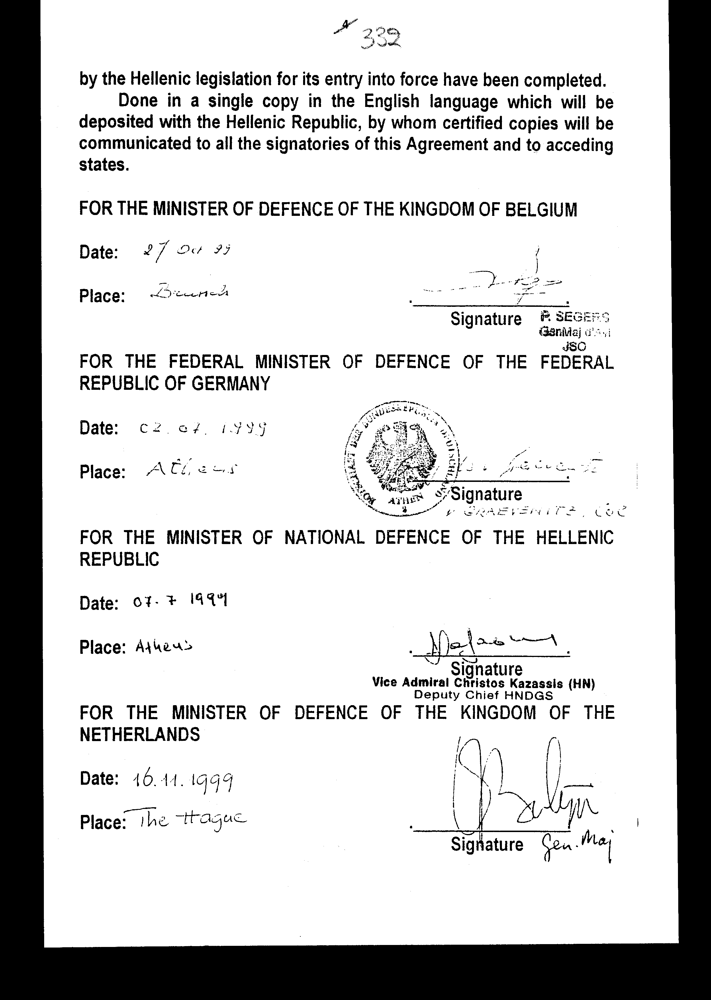 4
332
by the Hellenic legislation for its entry into force have been completed.
Done in a single copy in the English language which will be
deposited with the Hellenic Republic, by whom certified copies will be
communicated to all the signatories of this Agreement and to acceding
states.
FOR THE MINISTER OF DEFENCE OF THE KINGDOM OF BELGIUM
Date: 27 Oct 99
Place:
Signature P. SEGERS
GenMaj d'Avi
JSO
FOR THE FEDERAL MINISTER OF DEFENCE OF THE FEDERAL
REPUBLIC OF GERMANY
Date: 02.07.1999
Place: Athens
BOTSCHAFT DER BUNDESREPUBLIK DEUTSCHLAND
ATHEN
Signature
v GRAEVENITZ,
FOR THE MINISTER OF NATIONAL DEFENCE OF THE HELLENIC
REPUBLIC
Date: 07.7 1999
Place: Athens
Signature
Vice Admiral Christos Kazassis (HN)
Deputy Chief HNDGS
FOR THE MINISTER OF DEFENCE OF THE KINGDOM OF THE
NETHERLANDS
Date: 16.11.1999
Place: The Hague
Signature Gen. Maj